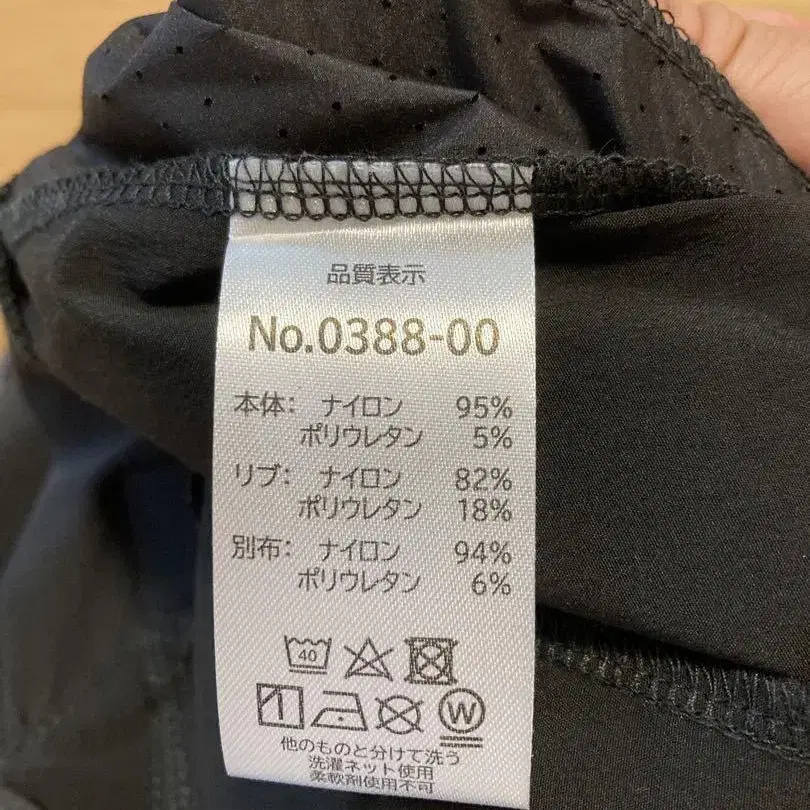 品質表示
No.0388-00
本体: ナイロン 95%
ポリウレタン 5%
リブ: ナイロン 82%
ポリウレタン 18%
別布: ナイロン 94%
ポリウレタン 6%
40
W
他のものと分けて洗う
洗濯ネット使用
柔軟剤使用不可